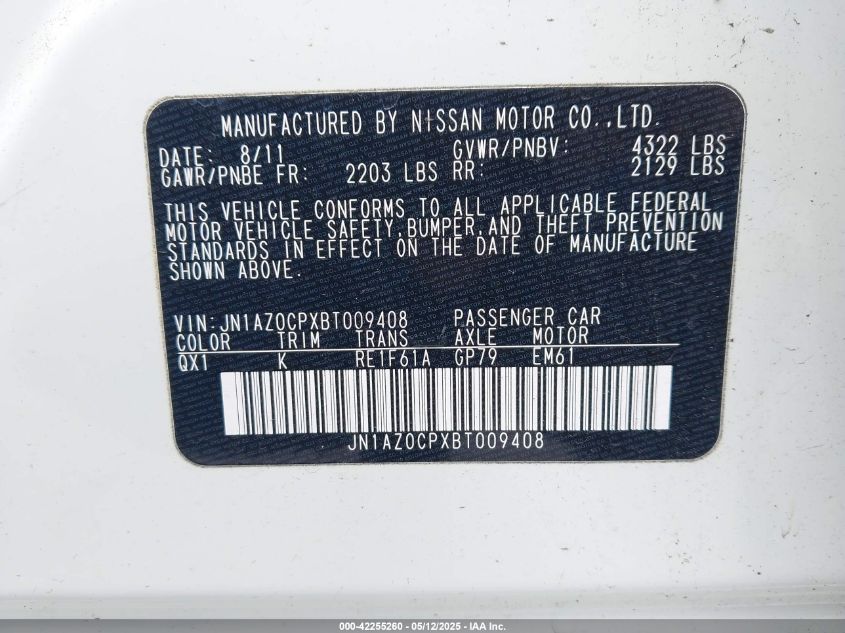 MANUFACTURED BY NISSAN MOTOR CO.,LTD.
DATE: 8/11 GVWR/PNBV: 4322 LBS
GAWR/PNBE FR: 2203 LBS RR: 2129 LBS
THIS VEHICLE CONFORMS TO ALL APPLICABLE FEDERAL
MOTOR VEHICLE SAFETY,BUMPER,AND THEFT PREVENTION
STANDARDS IN EFFECT ON THE DATE OF MANUFACTURE
SHOWN ABOVE.
VIN:JN1AZ0CPXBT009408 PASSENGER CAR
COLOR TRIM TRANS AXLE MOTOR
QX1 K RE1F61A GP79 EM61
JN1AZ0CPXBT009408
000-42255260 - 05/12/2025 - IAA Inc.